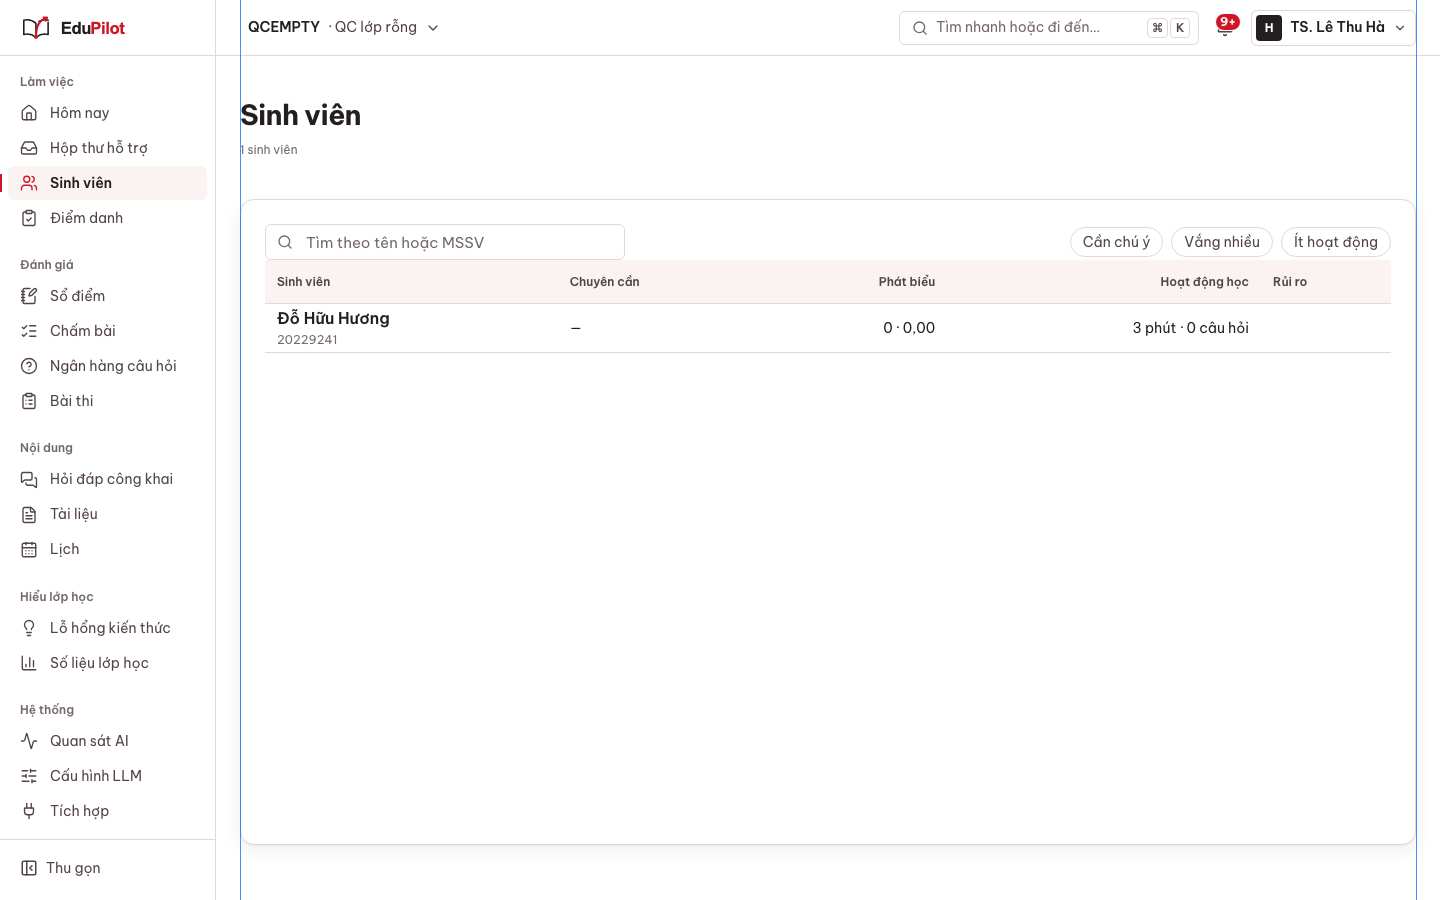 EduPilot
QCEMPTY · QC lớp rỗng
Tìm nhanh hoặc đi đến...
⌘ K
9+
H TS. Lê Thu Hà
Làm việc
Hôm nay
Hộp thư hỗ trợ
Sinh viên
Điểm danh
Đánh giá
Sổ điểm
Chấm bài
Ngân hàng câu hỏi
Bài thi
Nội dung
Hỏi đáp công khai
Tài liệu
Lịch
Hiểu lớp học
Lỗ hổng kiến thức
Số liệu lớp học
Hệ thống
Quan sát AI
Cấu hình LLM
Tích hợp
Thu gọn
Sinh viên
1 sinh viên
Tìm theo tên hoặc MSSV
Cần chú ý Vắng nhiều Ít hoạt động
Sinh viên Chuyên cần Phát biểu Hoạt động học Rủi ro
Đỗ Hữu Hương — 0 · 0,00 3 phút · 0 câu hỏi
20229241